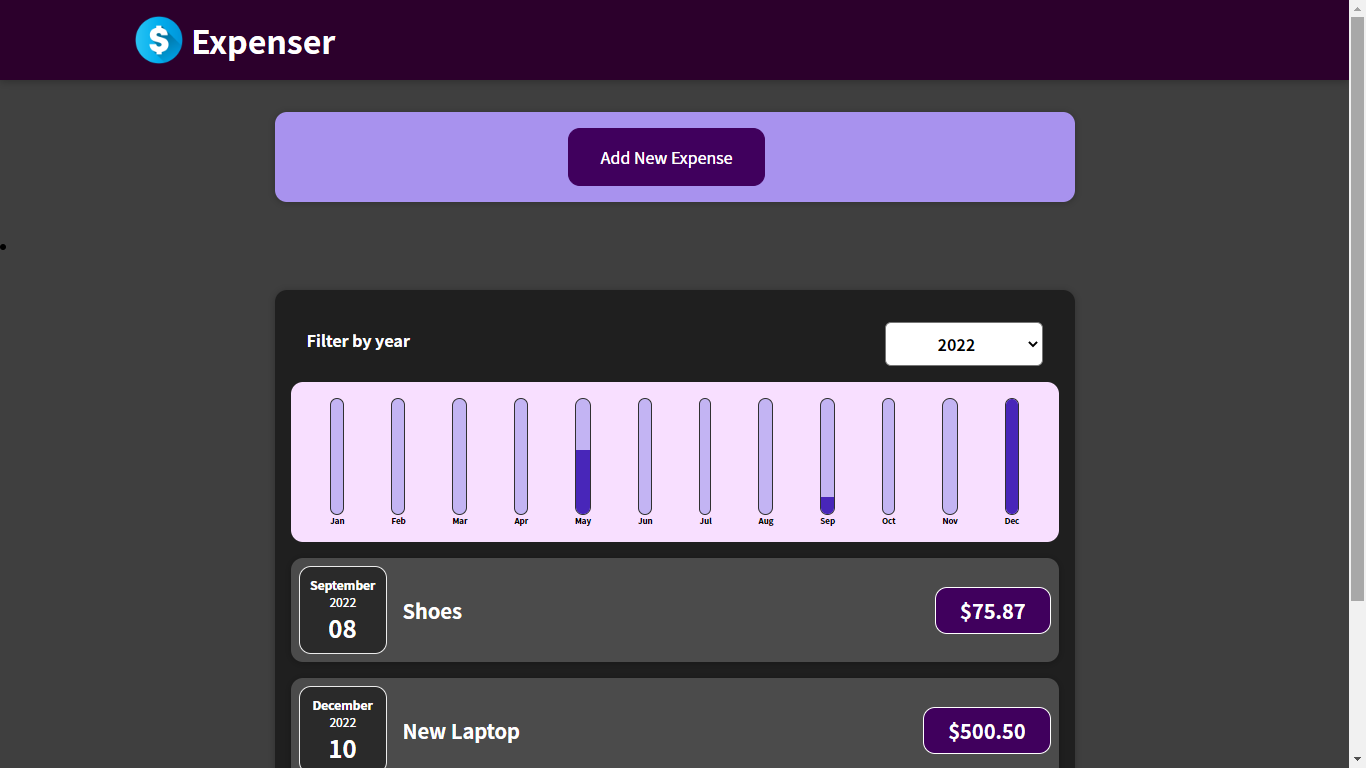 $ Expenser
Add New Expense
•
Filter by year
2022
Jan Feb Mar Apr May Jun Jul Aug Sep Oct Nov Dec
September
2022
08
Shoes
$75.87
December
2022
10
New Laptop
$500.50